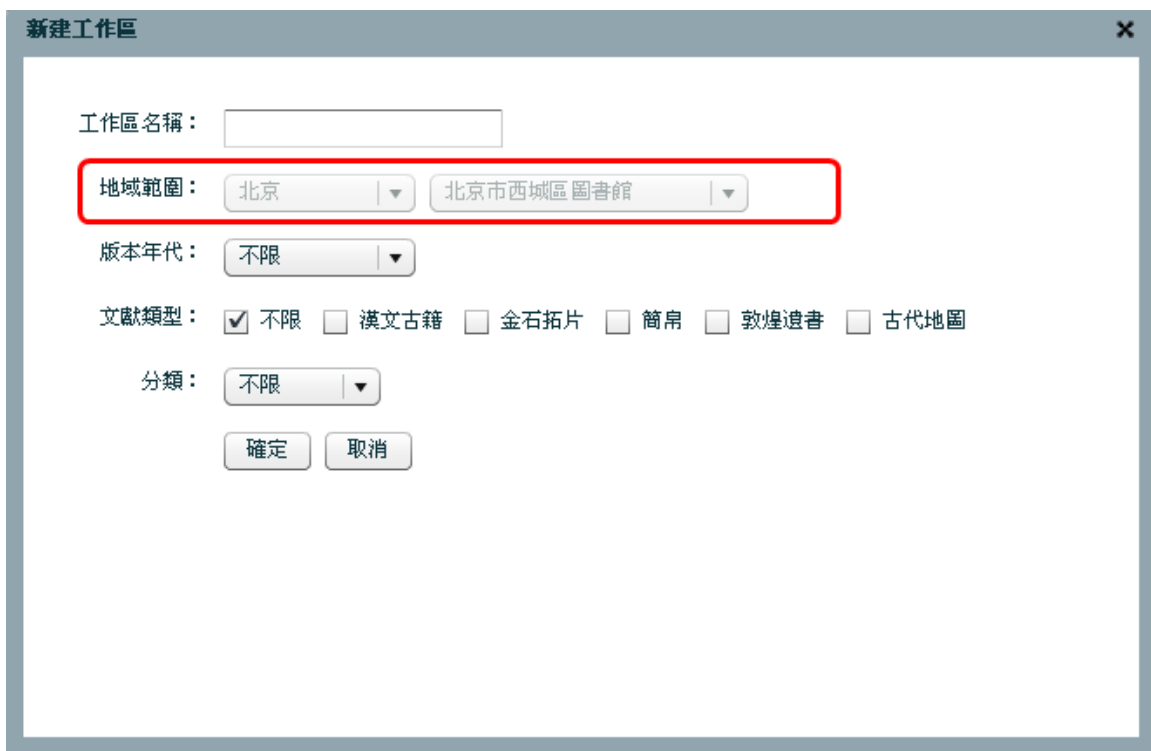 新建工作區
工作區名稱：
地域範圍： 北京 北京市西城區圖書館
版本年代： 不限
文獻類型： 不限 漢文古籍 金石拓片 簡帛 敦煌遺書 古代地圖
分類： 不限
確定 取消